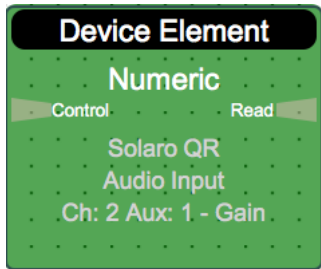 Device Element
Numeric
Control Read
Solaro QR
Audio Input
Ch: 2 Aux: 1 - Gain